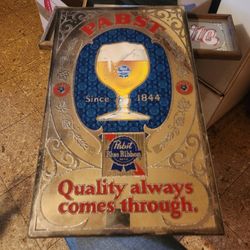 PABST
Since 1844
Pabst
Blue Ribbon
Quality always
comes through.